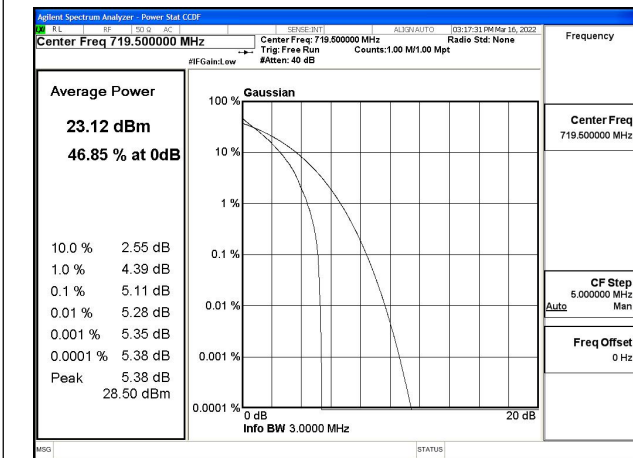 Agilent Spectrum Analyzer - Power Stat CCDF
RL RF 50 Ω AC SENSE:INT ALIGN AUTO 03:17:31 PM Mar 16, 2022
Center Freq 719.500000 MHz Center Freq: 719.500000 MHz Radio Std: None
Trig: Free Run Counts:1.00 M/1.00 Mpt
#IFGain:Low #Atten: 40 dB
Average Power
23.12 dBm
46.85 % at 0dB
10.0 % 2.55 dB
1.0 % 4.39 dB
0.1 % 5.11 dB
0.01 % 5.28 dB
0.001 % 5.35 dB
0.0001 % 5.38 dB
Peak 5.38 dB
28.50 dBm
Gaussian
100 %
10 %
1 %
0.1 %
0.01 %
0.001 %
0.0001 %
0 dB 20 dB
Info BW 3.0000 MHz
Frequency
Center Freq
719.500000 MHz
CF Step
5.000000 MHz
Auto Man
Freq Offset
0 Hz
MSG STATUS